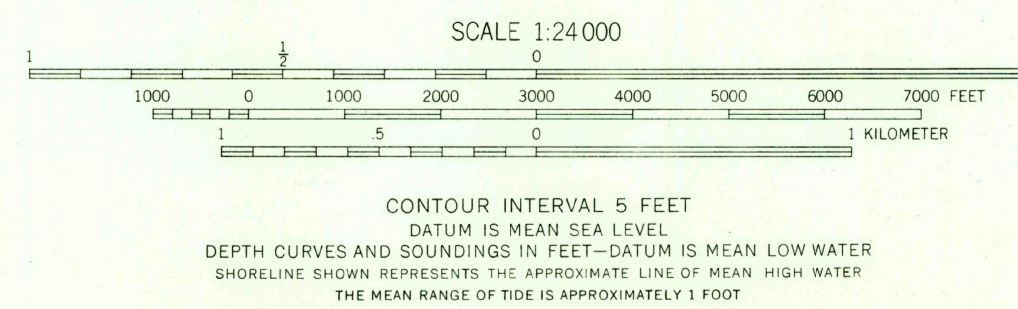 SCALE 1:24 000
1 1/2 0
1000 0 1000 2000 3000 4000 5000 6000 7000 FEET
1 .5 0 1 KILOMETER
CONTOUR INTERVAL 5 FEET
DATUM IS MEAN SEA LEVEL
DEPTH CURVES AND SOUNDINGS IN FEET—DATUM IS MEAN LOW WATER
SHORELINE SHOWN REPRESENTS THE APPROXIMATE LINE OF MEAN HIGH WATER
THE MEAN RANGE OF TIDE IS APPROXIMATELY 1 FOOT